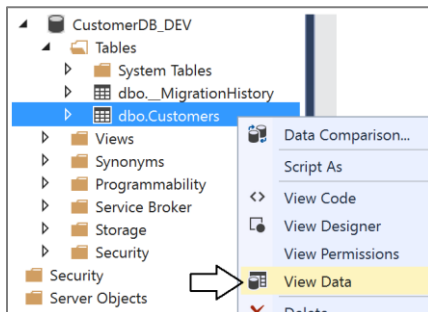 CustomerDB_DEV
Tables
System Tables
dbo.__MigrationHistory
dbo.Customers
Views
Synonyms
Programmability
Service Broker
Storage
Security
Security
Server Objects
Data Comparison...
Script As
View Code
View Designer
View Permissions
View Data
Delete